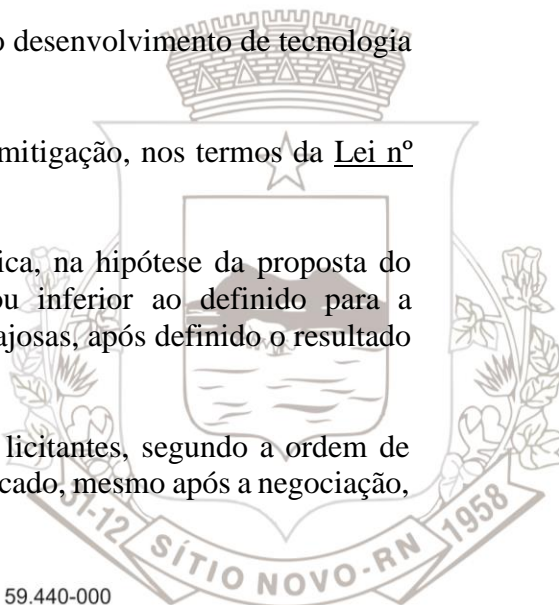 o desenvolvimento de tecnologia
mitigação, nos termos da Lei nº
ica, na hipótese da proposta do
ou inferior ao definido para a
ajosas, após definido o resultado
licitantes, segundo a ordem de
cado, mesmo após a negociação,
31-12 SÍTIO NOVO-RN 1958
59.440-000